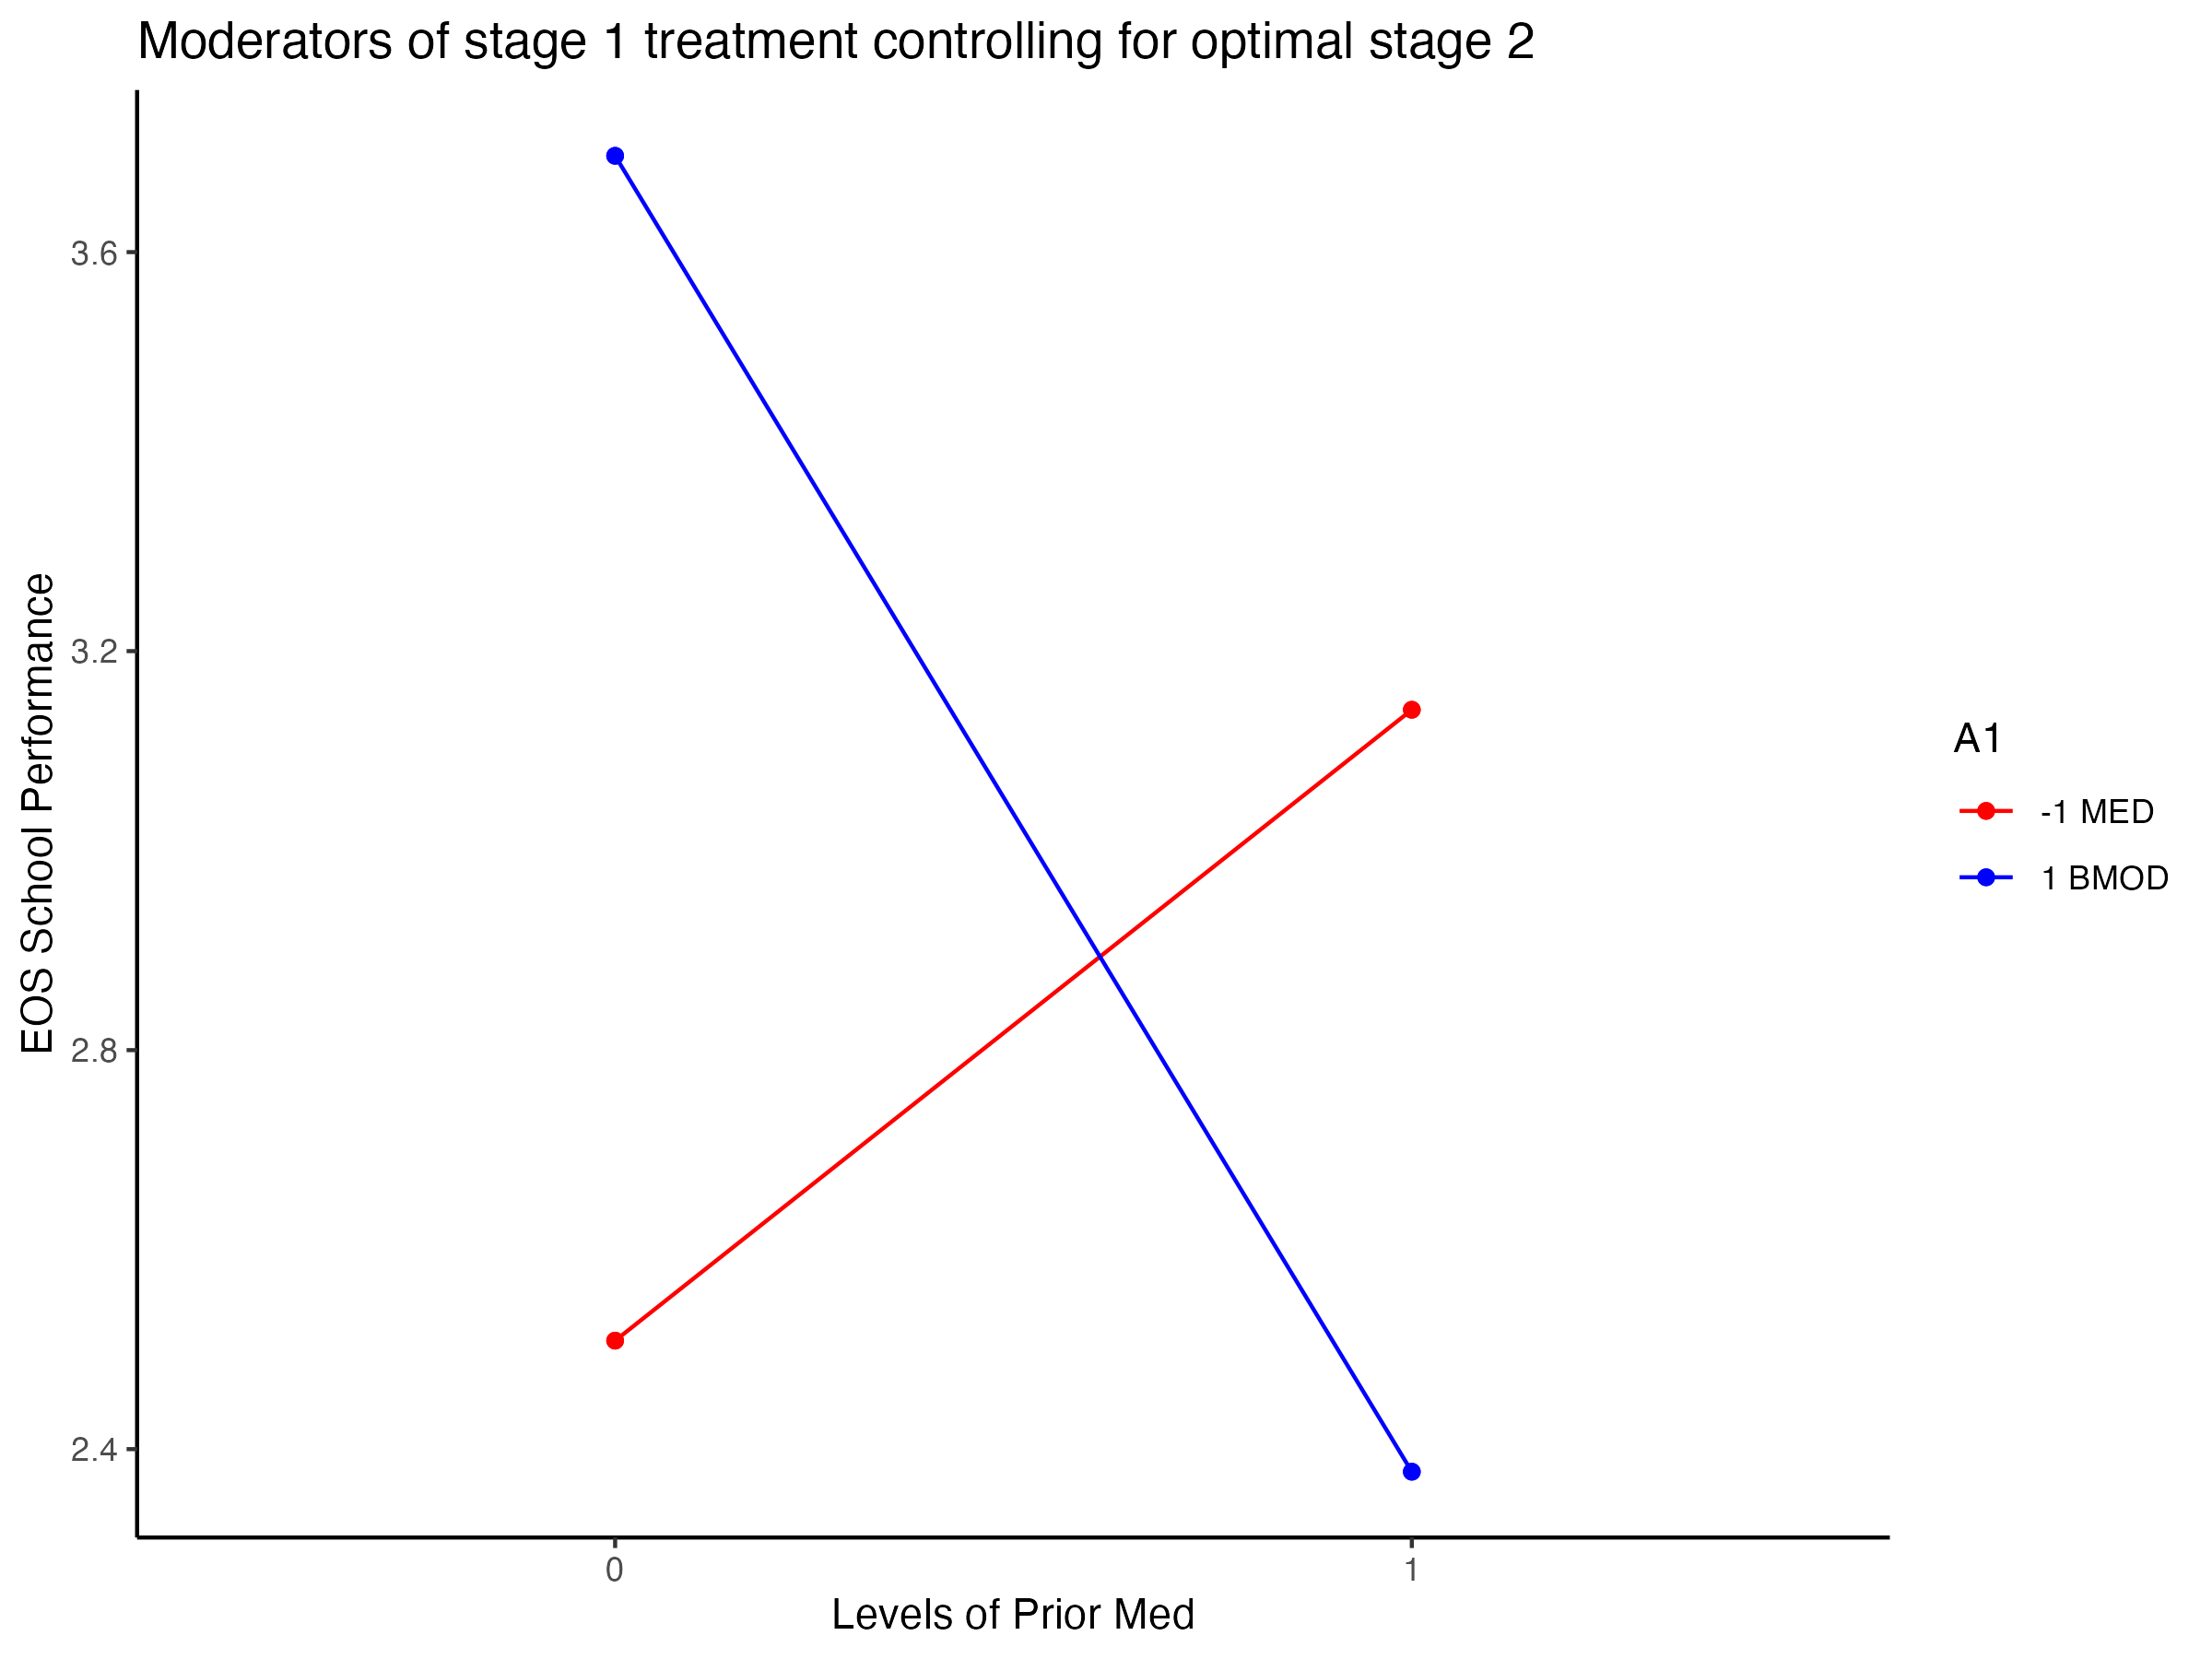 Moderators of stage 1 treatment controlling for optimal stage 2
EOS School Performance
3.6
3.2
2.8
2.4
0
1
Levels of Prior Med
A1
-1 MED
1 BMOD